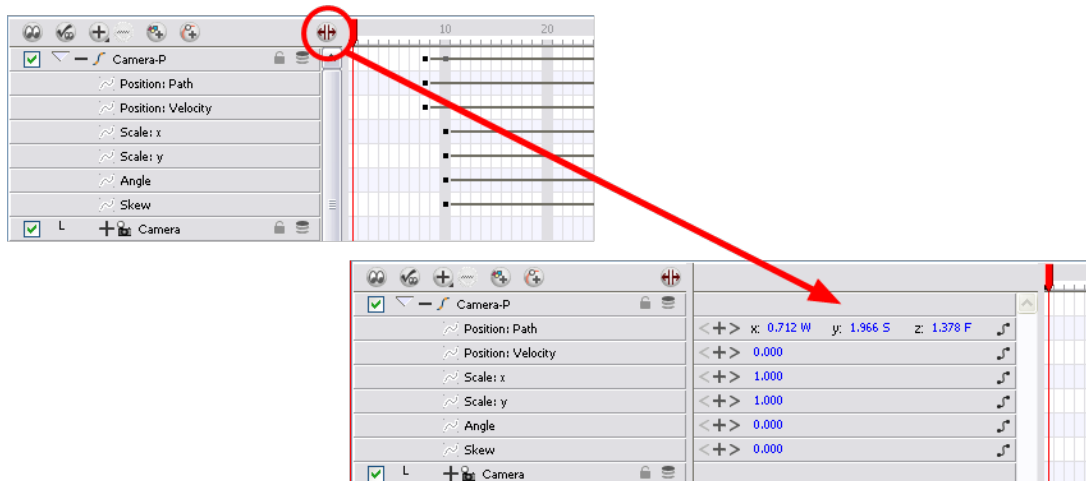 10 20
Camera-P
Position: Path
Position: Velocity
Scale: x
Scale: y
Angle
Skew
Camera
Camera-P
Position: Path x: 0.712 W y: 1.966 S z: 1.378 F
Position: Velocity 0.000
Scale: x 1.000
Scale: y 1.000
Angle 0.000
Skew 0.000
Camera